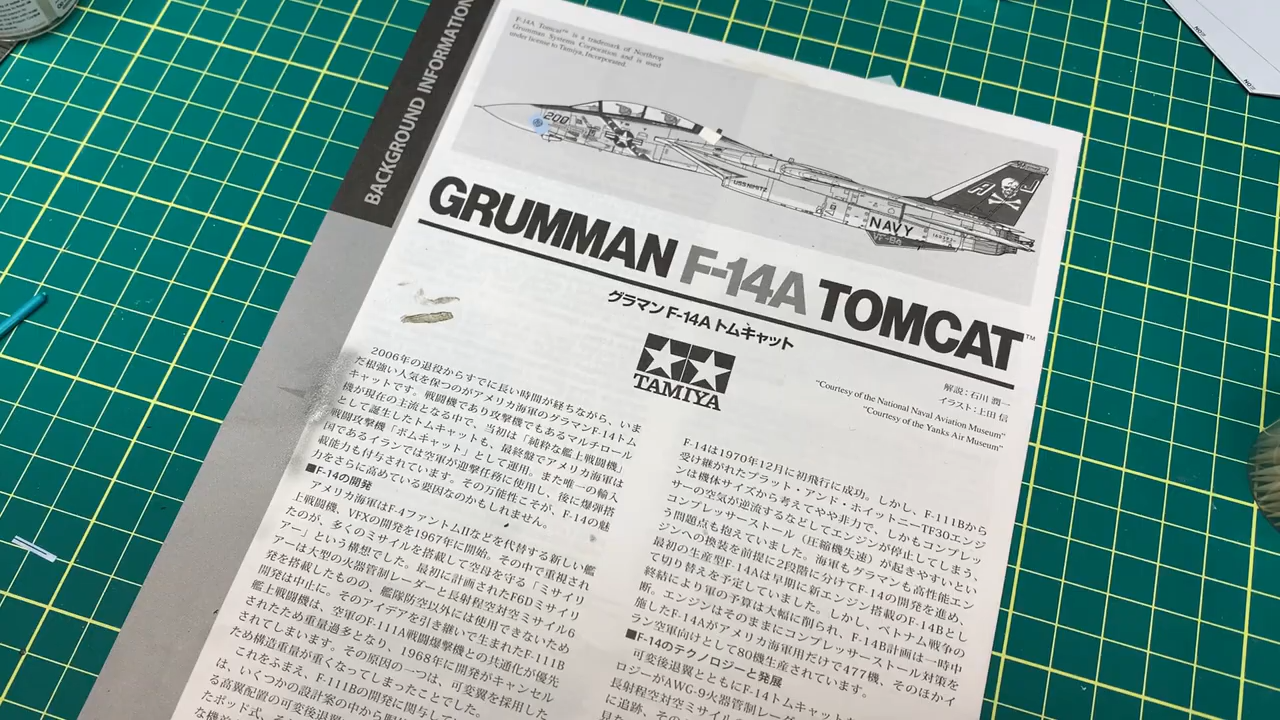 BACKGROUND INFORMATION
F-14A Tomcat™ is a trademark of Northrop
Grumman Systems Corporation and is used
under license to Tamiya, Incorporated.
200
USS NIMITZ
NAVY
VF-84
GRUMMAN F-14A TOMCAT™
グラマン F-14A トムキャット
TAMIYA
解説：石川 潤一
イラスト：上田 信
"Courtesy of the National Naval Aviation Museum"
"Courtesy of the Yanks Air Museum"
2006年の退役からすでに長い時間が経ちながら、いま
だ根強い人気を保つのがアメリカ海軍のグラマンF-14トム
キャットです。戦闘機であり攻撃機でもあるマルチロール
機が現在の主流となる中で、当初は「純粋な艦上戦闘機」
として誕生したトムキャットも、最終盤でアメリカ海軍は
戦闘攻撃機「ボムキャット」として運用。また唯一の輸入
国であるイランでは空軍が迎撃任務に使用し、後に爆弾搭
載能力も付与されています。その万能性こそが、F-14の魅
力をさらに高めている要因なのかもしれません。
■F-14の開発
アメリカ海軍はF-4ファントムIIなどを代替する新しい艦
上戦闘機、VFXの開発を1967年に開始。その中で重視され
たのが、多くのミサイルを搭載して空母を守る「ミサイリ
アー」という構想でした。最初に計画されたF6Dミサイリ
アーは大型の火器管制レーダーと長射程空対空ミサイル6
発を搭載したものの、艦隊防空以外には使用できないため
開発は中止に。そのアイデアを引き継いで生まれたF-111B
艦上戦闘機は、空軍のF-111A戦闘爆撃機との共通化が優先
されたため重量過多となり、1968年に開発がキャンセル
されてしまいます。その原因の一つは、可変翼を採用した
ため構造重量が重くなってしまったことでした。
これをふまえ、F-111Bの開発に関与してい
は、いくつかの設計案の中から
る高翼配置の可変後退翼
たポッド式、そ
F-14は1970年12月に初飛行に成功。しかし、F-111Bから
受け継がれたプラット・アンド・ホイットニーTF30エンジ
ンは機体サイズから考えてやや非力で、しかもコンプレッ
サーの空気が逆流するなどしてエンジンが停止してしまう、
コンプレッサーストール（圧縮機失速）が起きやすいとい
う問題点も抱えていました。海軍もグラマンも高性能エン
ジンへの換装を前提に2段階に分けてF-14の開発を進め、
最初の生産型F-14Aは早期に新エンジン搭載のF-14Bとし
て切り替えを予定していました。しかし、ベトナム戦争の
終結により軍の予算は大幅に削られ、F-14B計画は一時中
断。エンジンはそのままにコンプレッサーストール対策を
施したF-14Aがアメリカ海軍用だけで477機、そのほかイ
ラン空軍向けとして80機生産されています。
■F-14のテクノロジーと発展
可変後退翼とともにF-14トムキャット
ロジーがAWG-9火器管制レーダー
長射程空対空ミサイル
に追跡、その